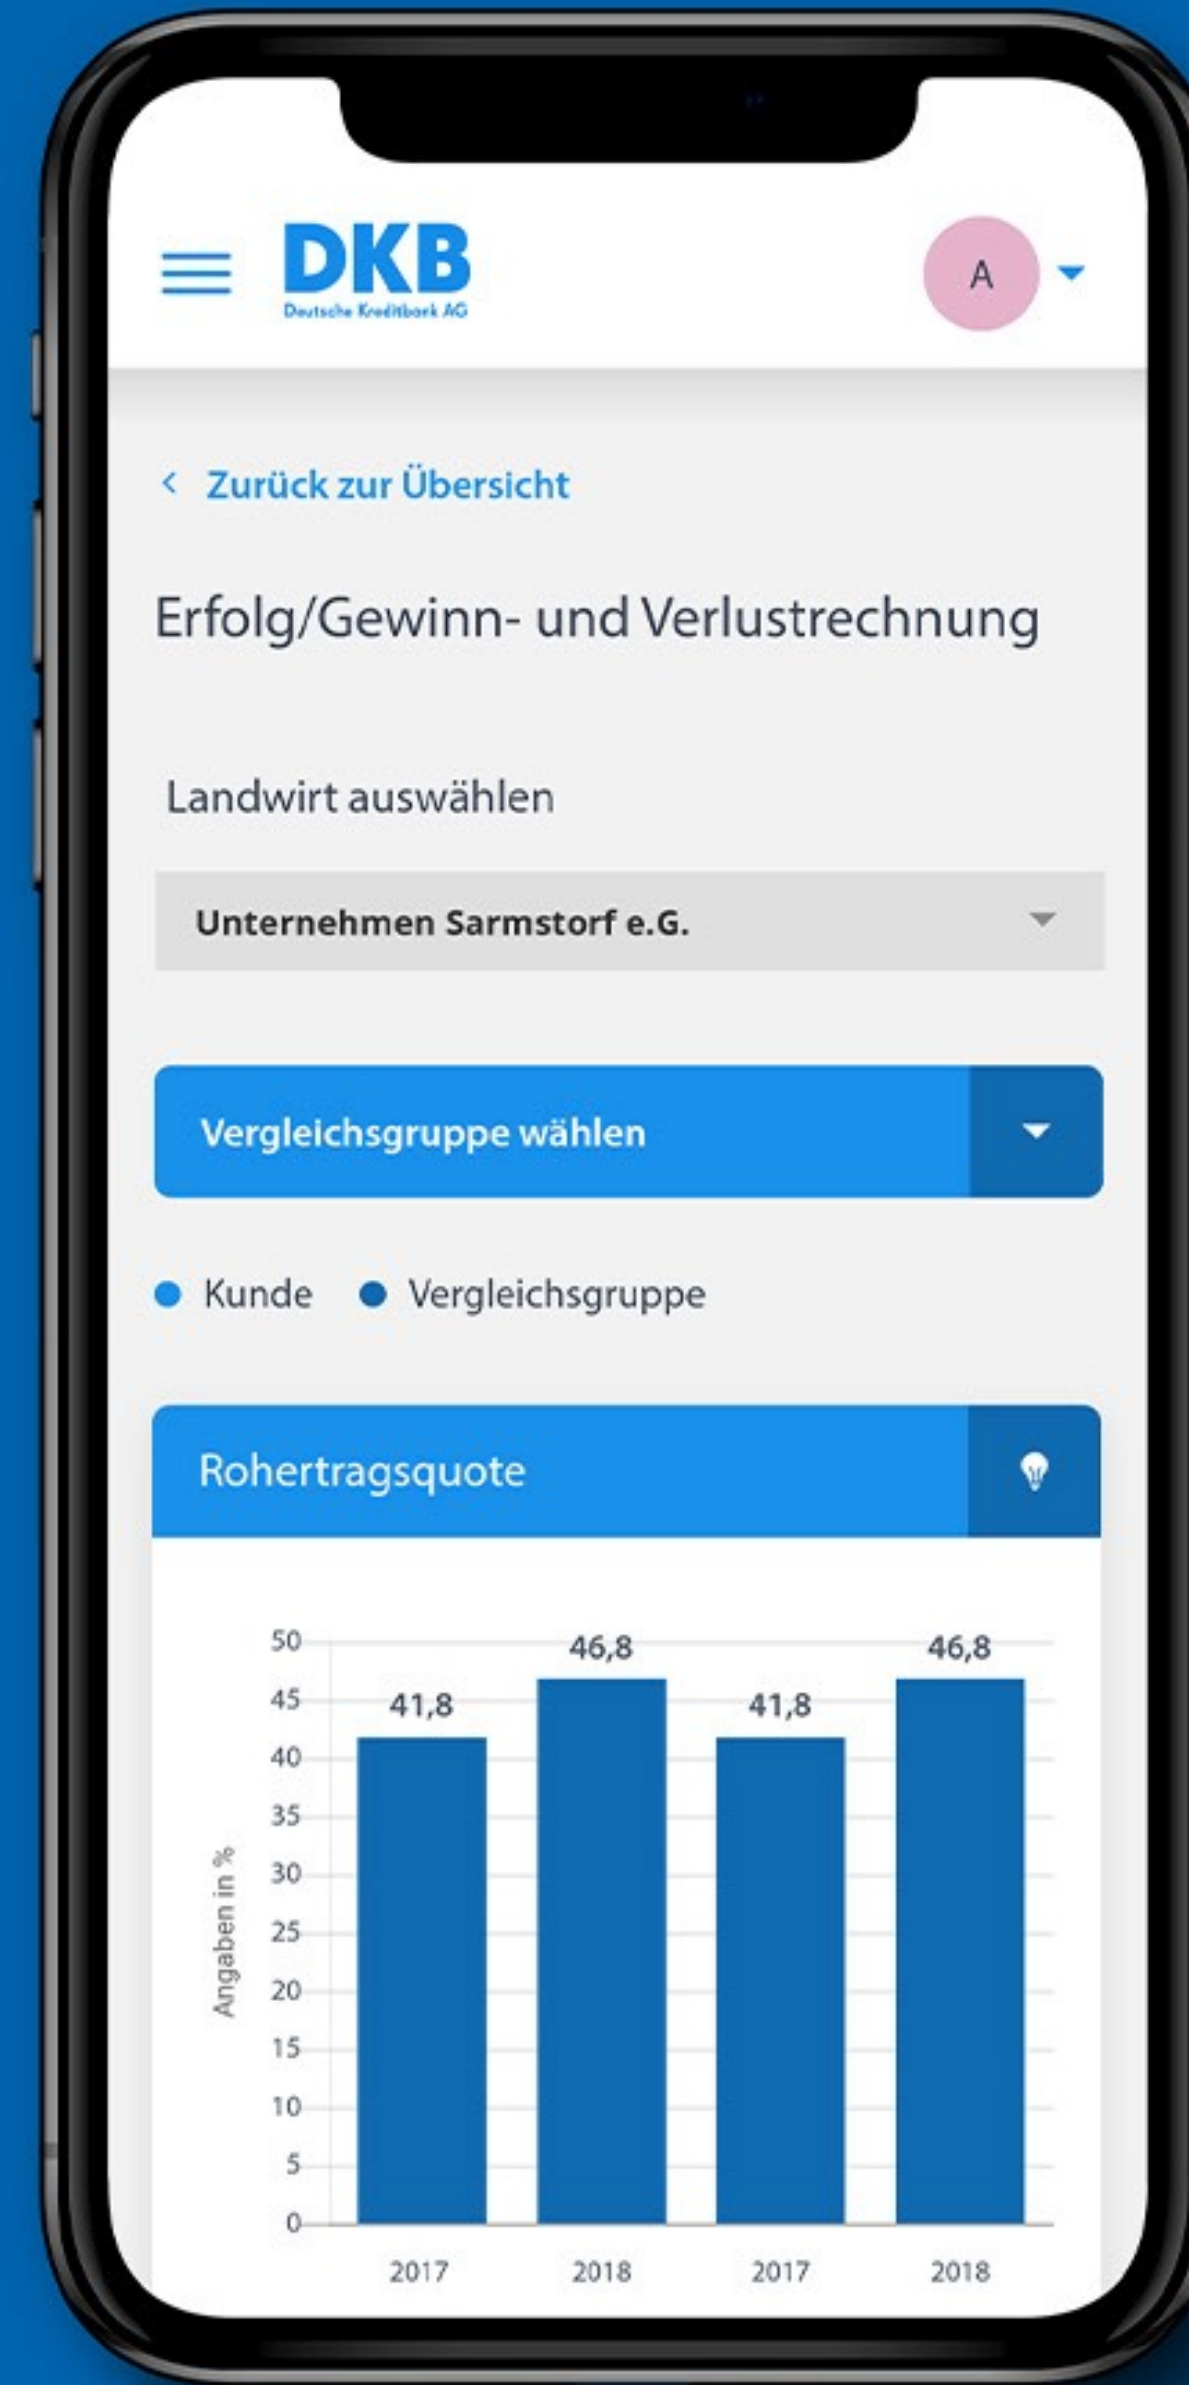 DKB
Deutsche Kreditbank AG
A
< Zurück zur Übersicht
Erfolg/Gewinn- und Verlustrechnung
Landwirt auswählen
Unternehmen Sarmstorf e.G.
Vergleichsgruppe wählen
Kunde Vergleichsgruppe
Rohertragsquote
Angaben in %
50
45
40
35
30
25
20
15
10
5
0
41,8 46,8 41,8 46,8
2017 2018 2017 2018